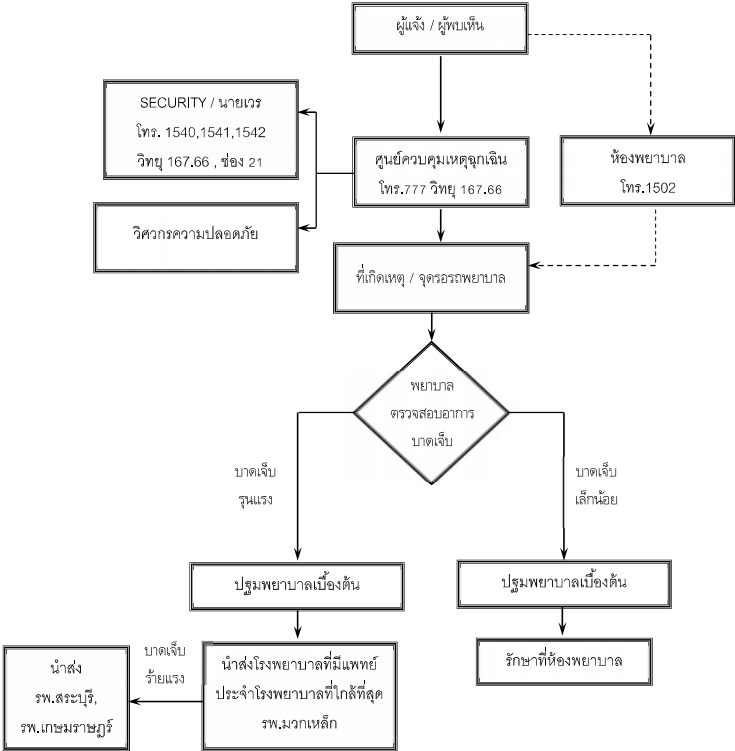 ผู้แจ้ง / ผู้พบเห็น
SECURITY / นายเวร
โทร. 1540,1541,1542
วิทยุ 167.66 , ช่อง 21
ศูนย์ควบคุมเหตุฉุกเฉิน
โทร.777 วิทยุ 167.66
ห้องพยาบาล
โทร.1502
วิศวกรความปลอดภัย
ที่เกิดเหตุ / จุดรอรถพยาบาล
พยาบาล
ตรวจสอบอาการ
บาดเจ็บ
บาดเจ็บ
รุนแรง
บาดเจ็บ
เล็กน้อย
ปฐมพยาบาลเบื้องต้น
ปฐมพยาบาลเบื้องต้น
นำส่ง
รพ.สระบุรี,
รพ.เกษมราษฎร์
บาดเจ็บ
ร้ายแรง
นำส่งโรงพยาบาลที่มีแพทย์
ประจำโรงพยาบาลที่ใกล้ที่สุด
รพ.มวกเหล็ก
รักษาที่ห้องพยาบาล